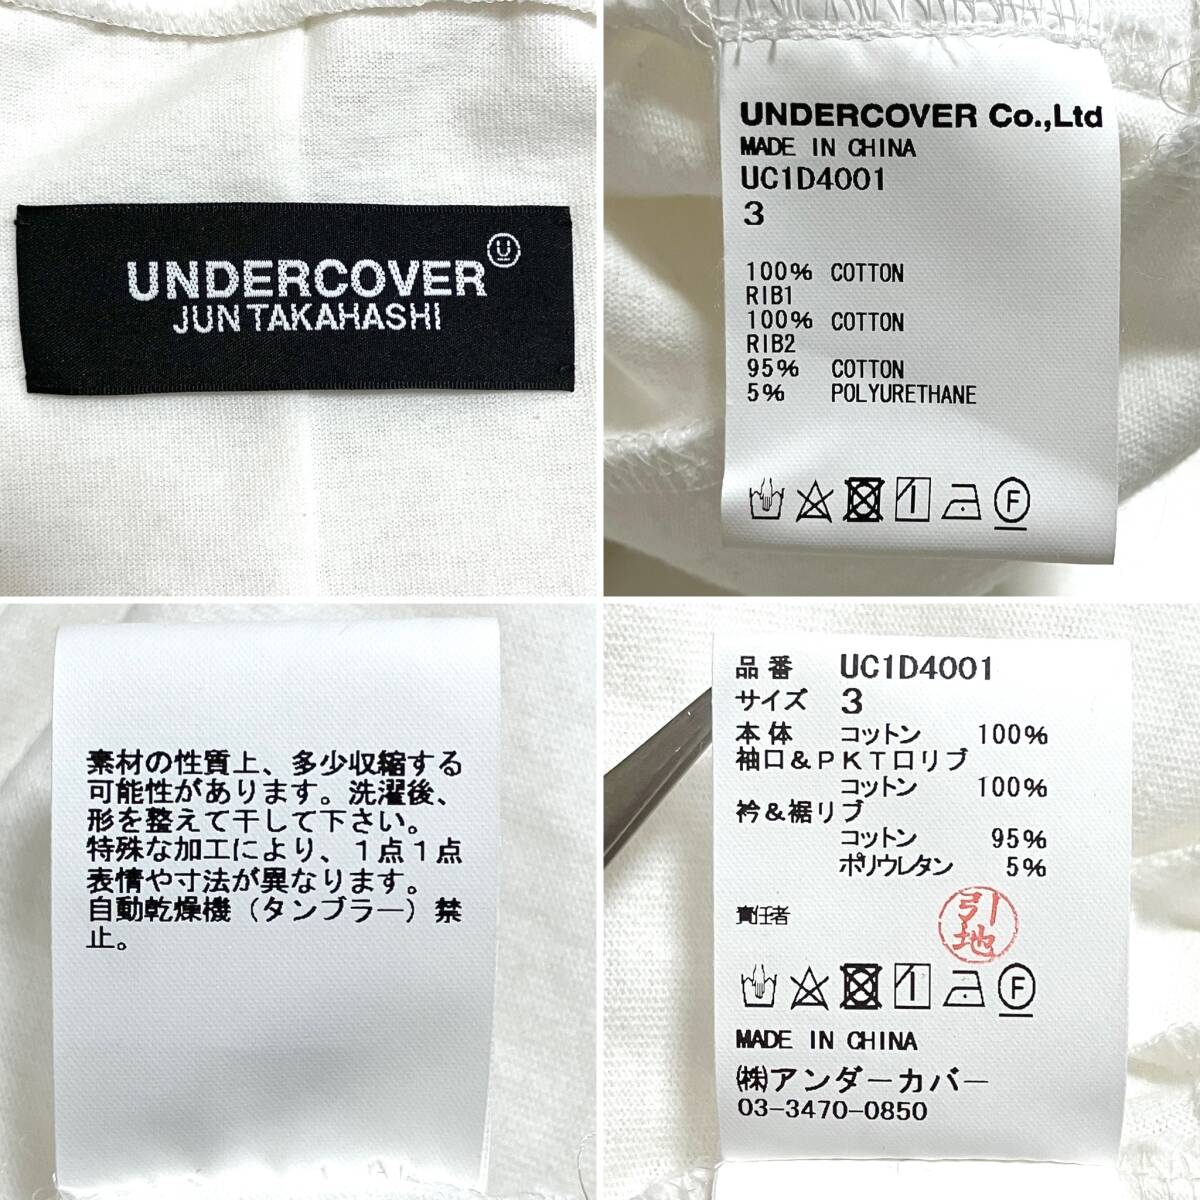 UNDERCOVER
JUN TAKAHASHI
UNDERCOVER Co.,Ltd
MADE IN CHINA
UC1D4001
3
100% COTTON
RIB1
100% COTTON
RIB2
95% COTTON
5% POLYURETHANE
F
素材の性質上、多少収縮する
可能性があります。洗濯後、
形を整えて干して下さい。
特殊な加工により、1点1点
表情や寸法が異なります。
自動乾燥機（タンブラー）禁
止。
品番 UC1D4001
サイズ 3
本体 コットン 100%
袖口＆ＰＫＴ口リブ
コットン 100%
衿＆裾リブ
コットン 95%
ポリウレタン 5%
責任者 引地
F
MADE IN CHINA
㈱アンダーカバー
03-3470-0850